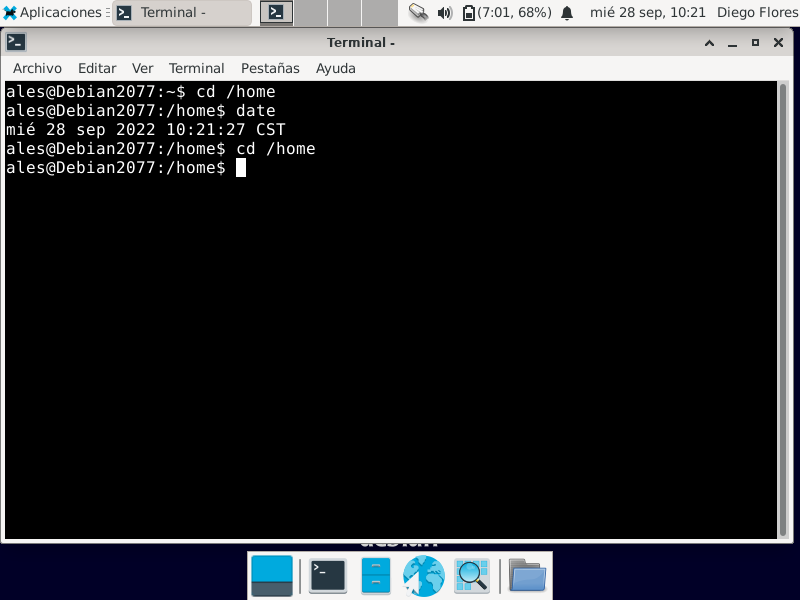 Aplicaciones Terminal - (7:01, 68%) mié 28 sep, 10:21 Diego Flores
Terminal -
Archivo Editar Ver Terminal Pestañas Ayuda
ales@Debian2077:~$ cd /home
ales@Debian2077:/home$ date
mié 28 sep 2022 10:21:27 CST
ales@Debian2077:/home$ cd /home
ales@Debian2077:/home$